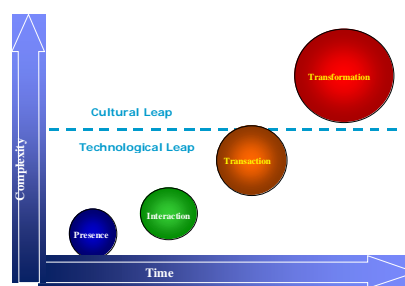 Transformation
Cultural Leap
Technological Leap
Transaction
Complexity
Interaction
Presence
Time